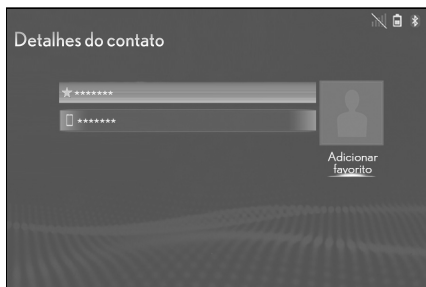 Detalhes do contato
*******
*******
Adicionar
favorito